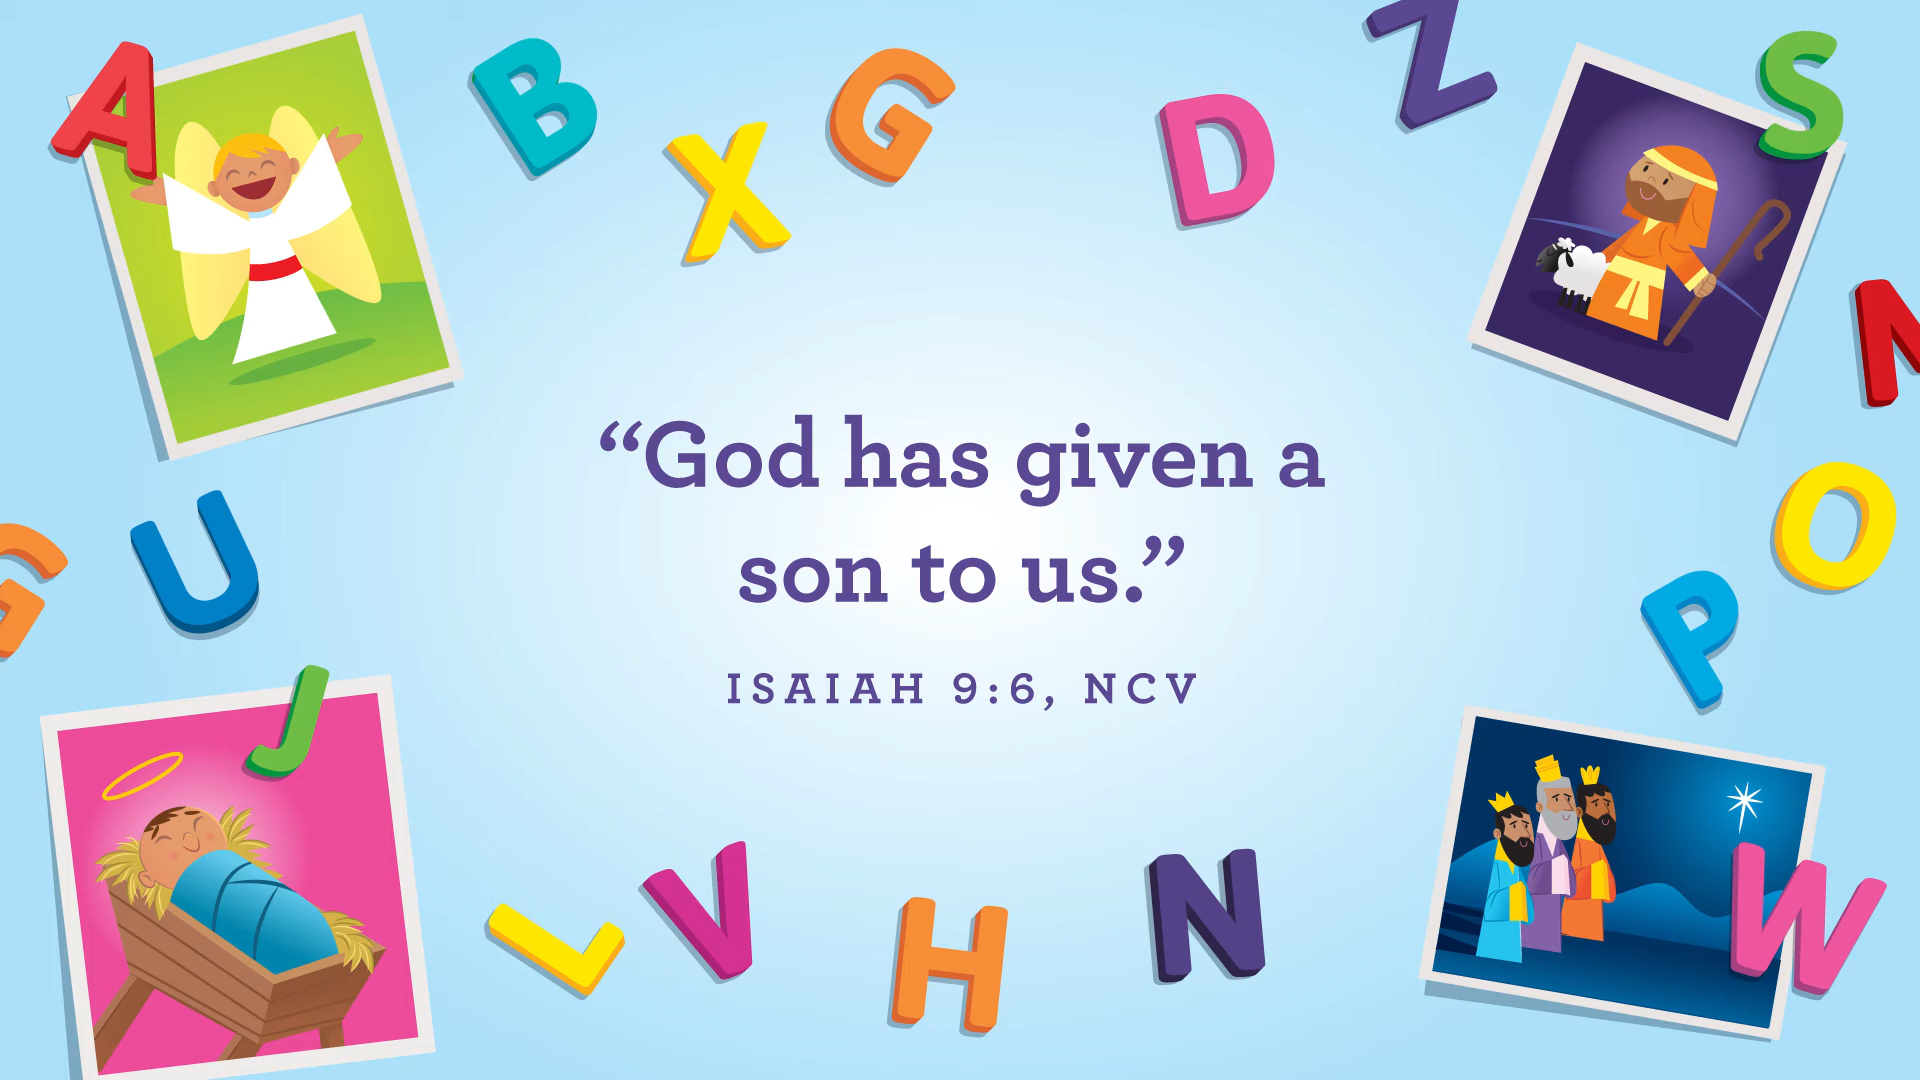 A
B
X
G
D
Z
S
“God has given a
son to us.”
ISAIAH 9:6, NCV
G
U
O
P
J
L
V
H
N
W